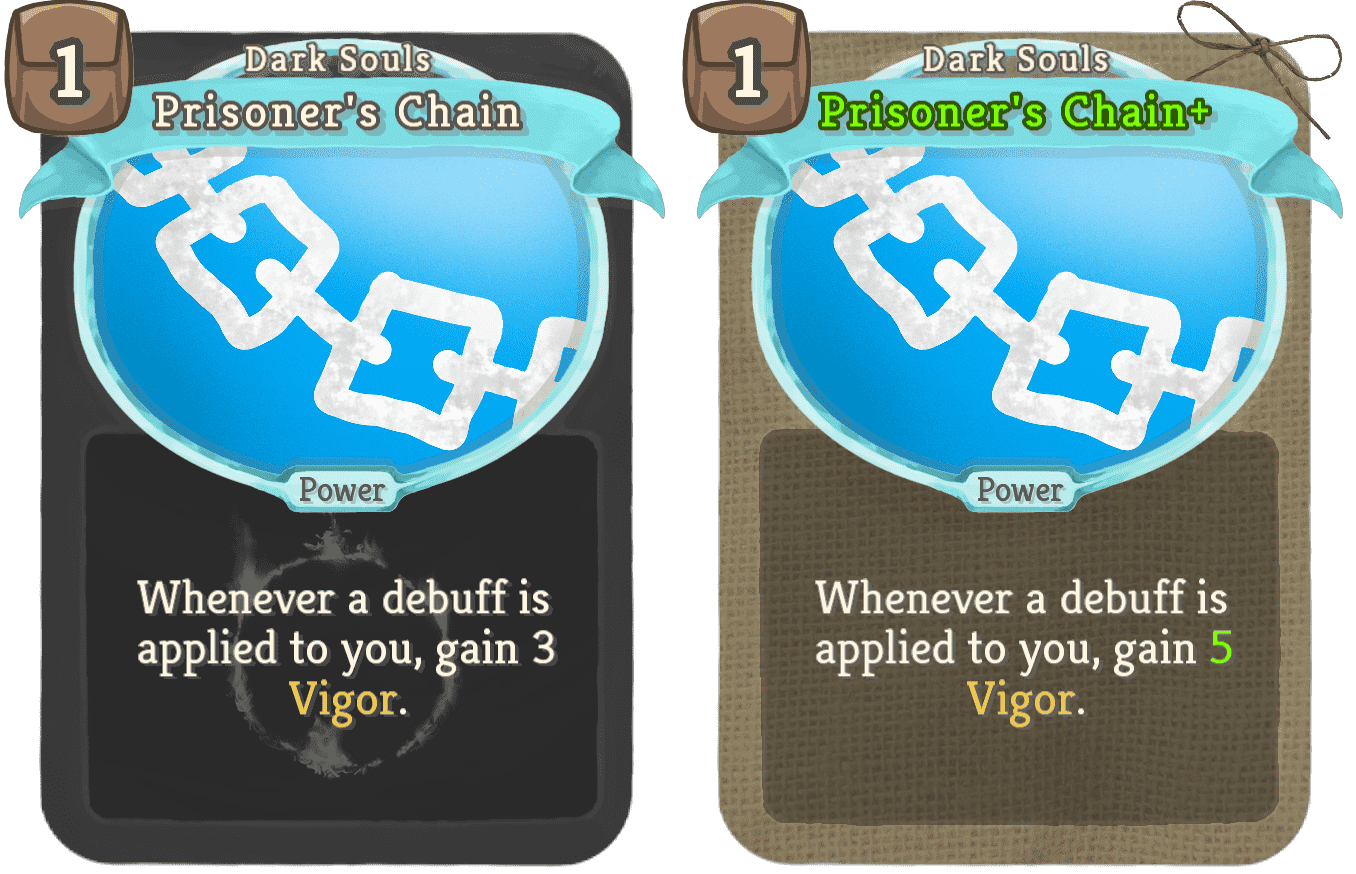 1
Dark Souls
Prisoner's Chain
Power
Whenever a debuff is
applied to you, gain 3
Vigor.
1
Dark Souls
Prisoner's Chain+
Power
Whenever a debuff is
applied to you, gain 5
Vigor.